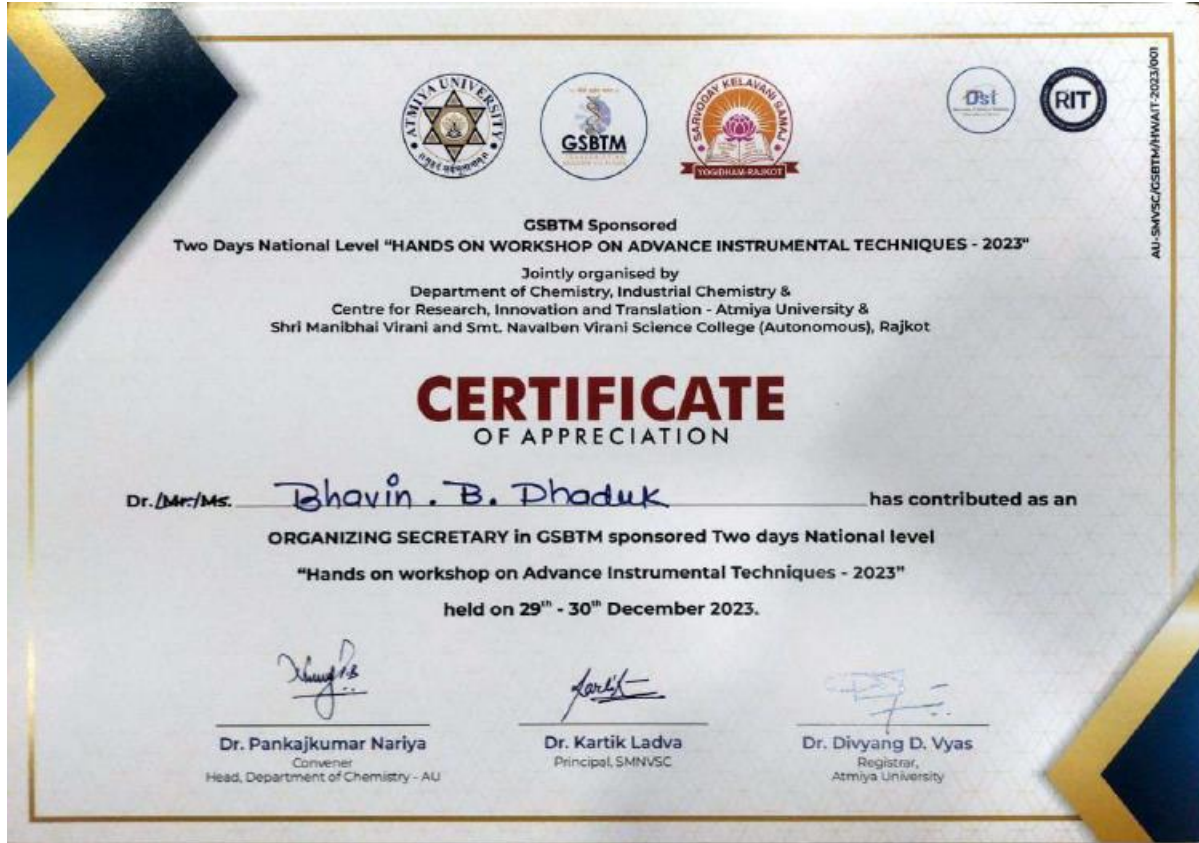 ATMIYA UNIVERSITY
GSBTM
SARVODAY KELAVANI SAMAJ
YOGIDHAM-RAJKOT
Dst
RIT
AU-SMVSC/GSBTM/HWAIT-2023/001
GSBTM Sponsored
Two Days National Level “HANDS ON WORKSHOP ON ADVANCE INSTRUMENTAL TECHNIQUES - 2023”
Jointly organised by
Department of Chemistry, Industrial Chemistry &
Centre for Research, Innovation and Translation - Atmiya University &
Shri Manibhai Virani and Smt. Navalben Virani Science College (Autonomous), Rajkot
CERTIFICATE
OF APPRECIATION
Dr./Mr./Ms. Bhavin . B. Dhaduk has contributed as an
ORGANIZING SECRETARY in GSBTM sponsored Two days National level
“Hands on workshop on Advance Instrumental Techniques - 2023”
held on 29th - 30th December 2023.
Dr. Pankajkumar Nariya
Convener
Head, Department of Chemistry - AU
Dr. Kartik Ladva
Principal, SMNVSC
Dr. Divyang D. Vyas
Registrar,
Atmiya University